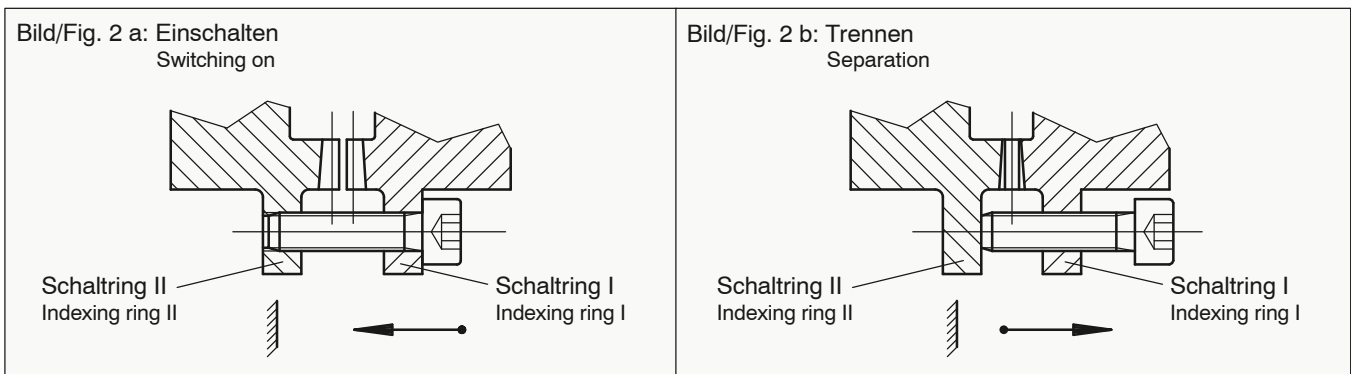 Bild/Fig. 2 a: Einschalten
Switching on
Schaltring II
Indexing ring II
Schaltring I
Indexing ring I
Bild/Fig. 2 b: Trennen
Separation
Schaltring II
Indexing ring II
Schaltring I
Indexing ring I